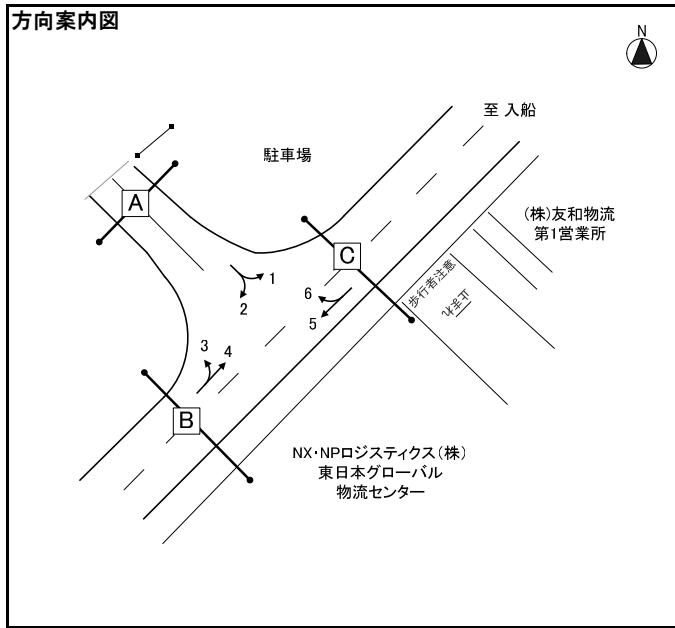 方向案内図
N
至 入船
駐車場
(株)友和物流
第1営業所
A
C
歩行者注意
止まれ
1
2
6
5
3
4
B
NX・NPロジスティクス(株)
東日本グローバル
物流センター